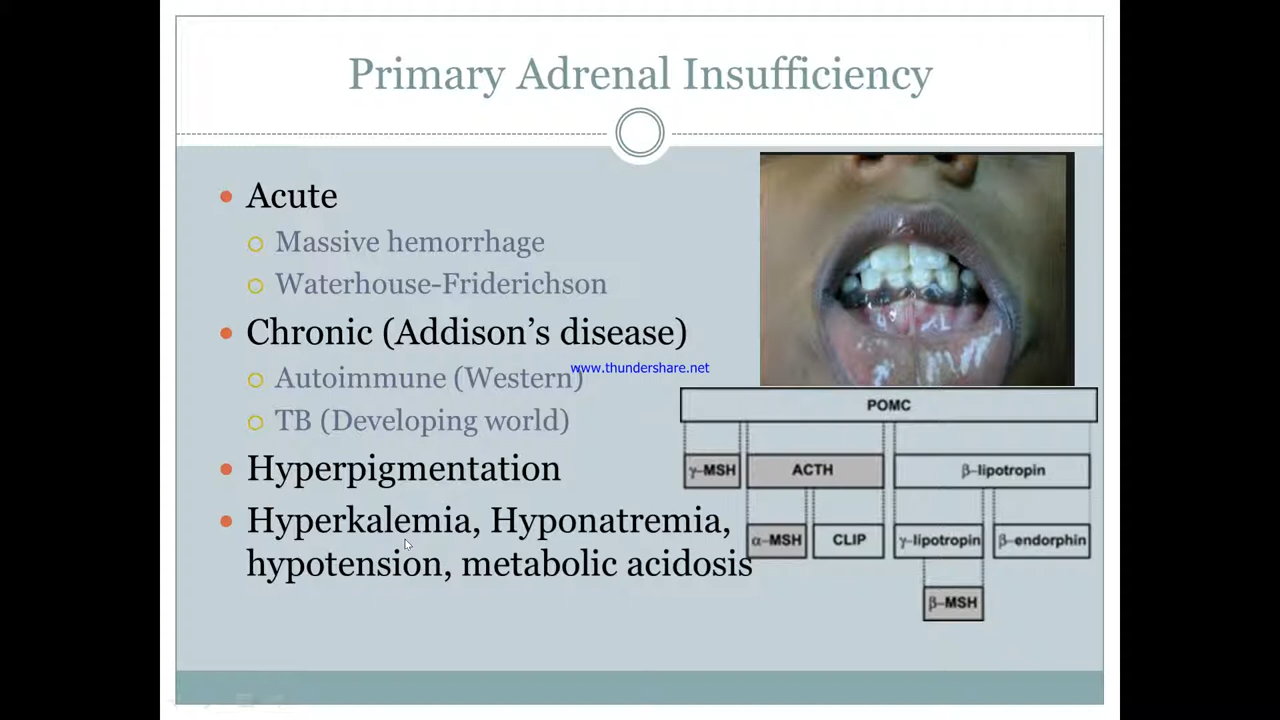 Primary Adrenal Insufficiency
Acute
Massive hemorrhage
Waterhouse-Friderichson
Chronic (Addison's disease)
www.thundershare.net
Autoimmune (Western)
TB (Developing world)
Hyperpigmentation
Hyperkalemia, Hyponatremia,
hypotension, metabolic acidosis
POMC
γ-MSH ACTH β-lipotropin
α-MSH CLIP γ-lipotropin β-endorphin
β-MSH